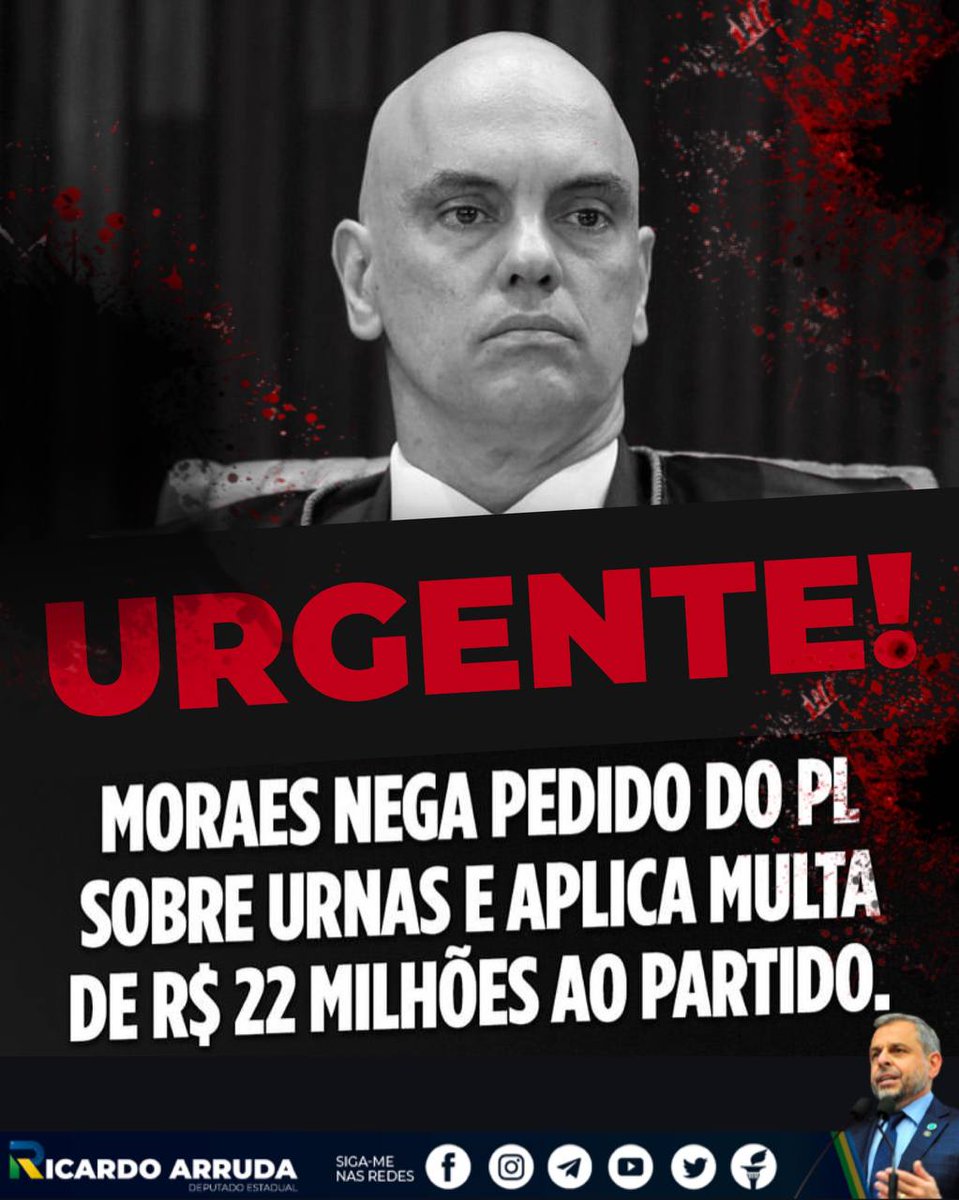 URGENTE!
MORAES NEGA PEDIDO DO PL
SOBRE URNAS E APLICA MULTA
DE R$ 22 MILHÕES AO PARTIDO.
RICARDO ARRUDA
DEPUTADO ESTADUAL
SIGA-ME
NAS REDES